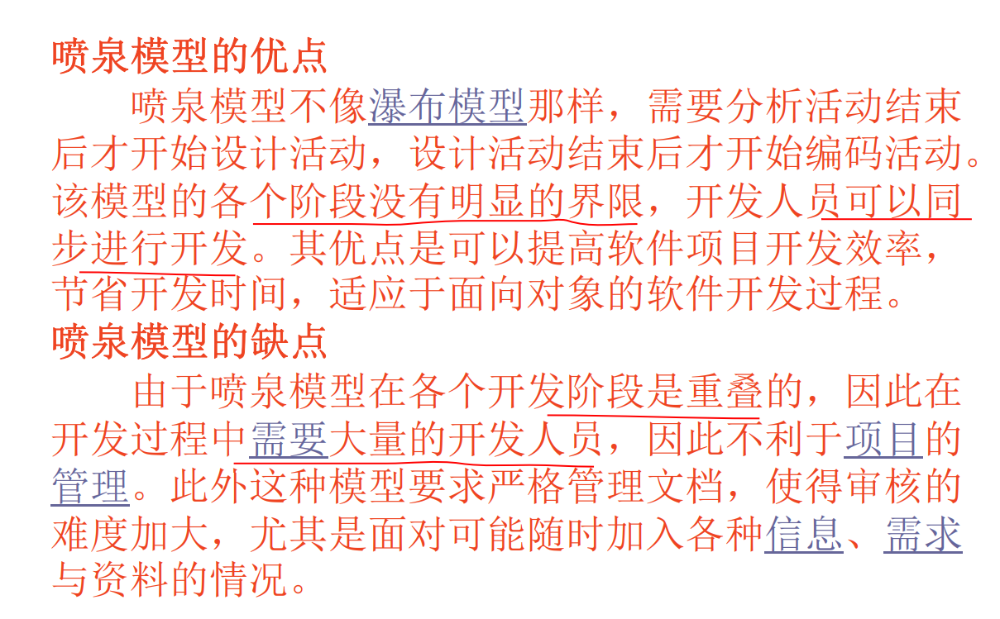 喷泉模型的优点
喷泉模型不像瀑布模型那样，需要分析活动结束
后才开始设计活动，设计活动结束后才开始编码活动。
该模型的各个阶段没有明显的界限，开发人员可以同
步进行开发。其优点是可以提高软件项目开发效率，
节省开发时间，适应于面向对象的软件开发过程。
喷泉模型的缺点
由于喷泉模型在各个开发阶段是重叠的，因此在
开发过程中需要大量的开发人员，因此不利于项目的
管理。此外这种模型要求严格管理文档，使得审核的
难度加大，尤其是面对可能随时加入各种信息、需求
与资料的情况。